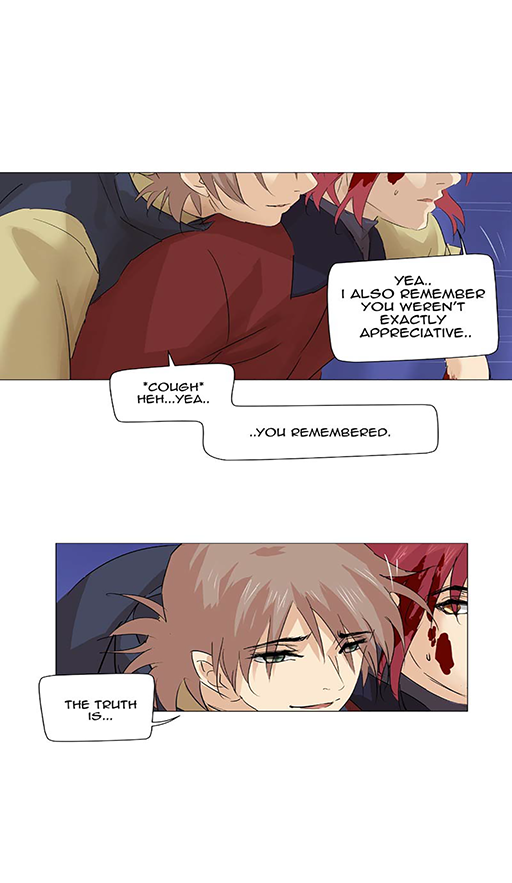 YEA..
I ALSO REMEMBER
YOU WEREN'T
EXACTLY
APPRECIATIVE..
*COUGH*
HEH...YEA..
..YOU REMEMBERED.
THE TRUTH
IS...